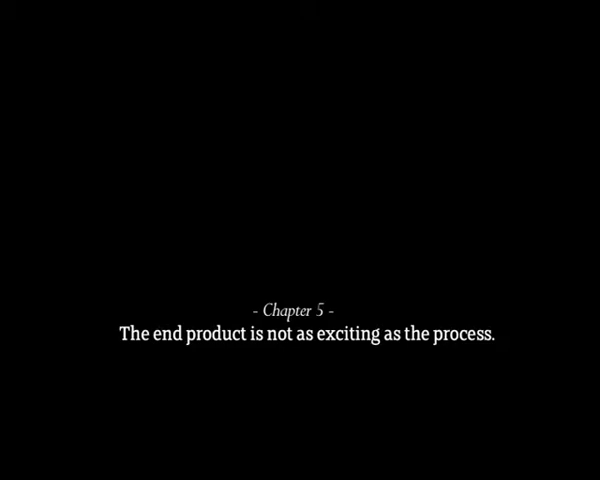 - Chapter 5 -
The end product is not as exciting as the process.